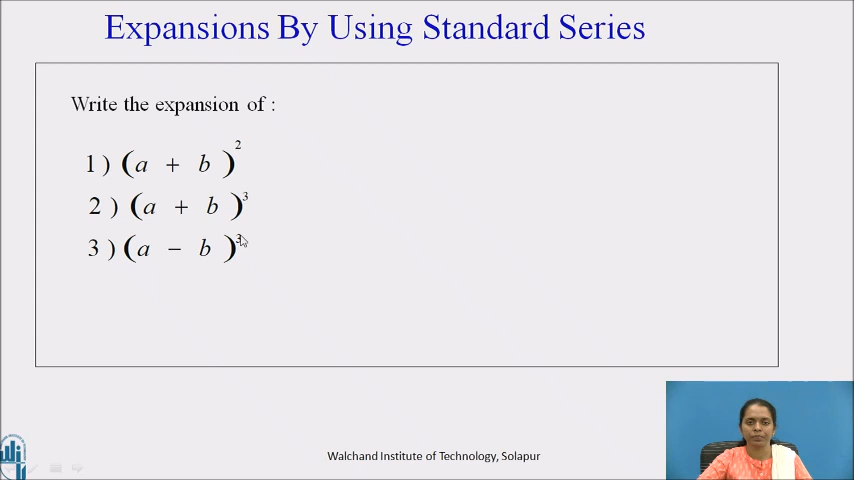 Expansions By Using Standard Series
Write the expansion of :
1 ) ( a + b )²
2 ) ( a + b )³
3 ) ( a − b )³
Walchand Institute of Technology, Solapur